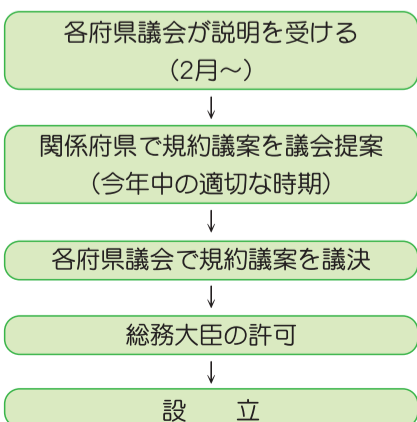 各府県議会が説明を受ける
（2月〜）
関係府県で規約議案を議会提案
（今年中の適切な時期）
各府県議会で規約議案を議決
総務大臣の許可
設　立